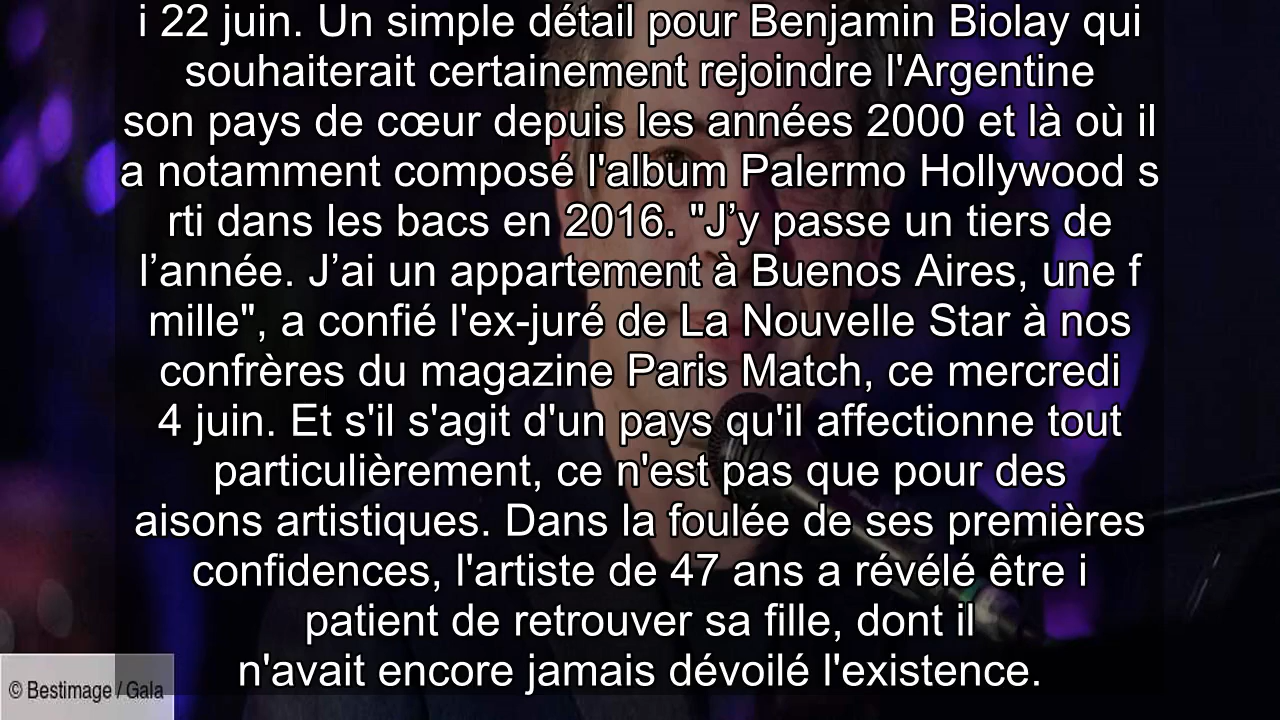 i 22 juin. Un simple détail pour Benjamin Biolay qui
souhaiterait certainement rejoindre l'Argentine
son pays de cœur depuis les années 2000 et là où il
a notamment composé l'album Palermo Hollywood s
rti dans les bacs en 2016. "J’y passe un tiers de
l’année. J’ai un appartement à Buenos Aires, une f
mille", a confié l'ex-juré de La Nouvelle Star à nos
confrères du magazine Paris Match, ce mercredi
4 juin. Et s'il s'agit d'un pays qu'il affectionne tout
particulièrement, ce n'est pas que pour des
aisons artistiques. Dans la foulée de ses premières
confidences, l'artiste de 47 ans a révélé être i
patient de retrouver sa fille, dont il
n'avait encore jamais dévoilé l'existence.
© Bestimage / Gala